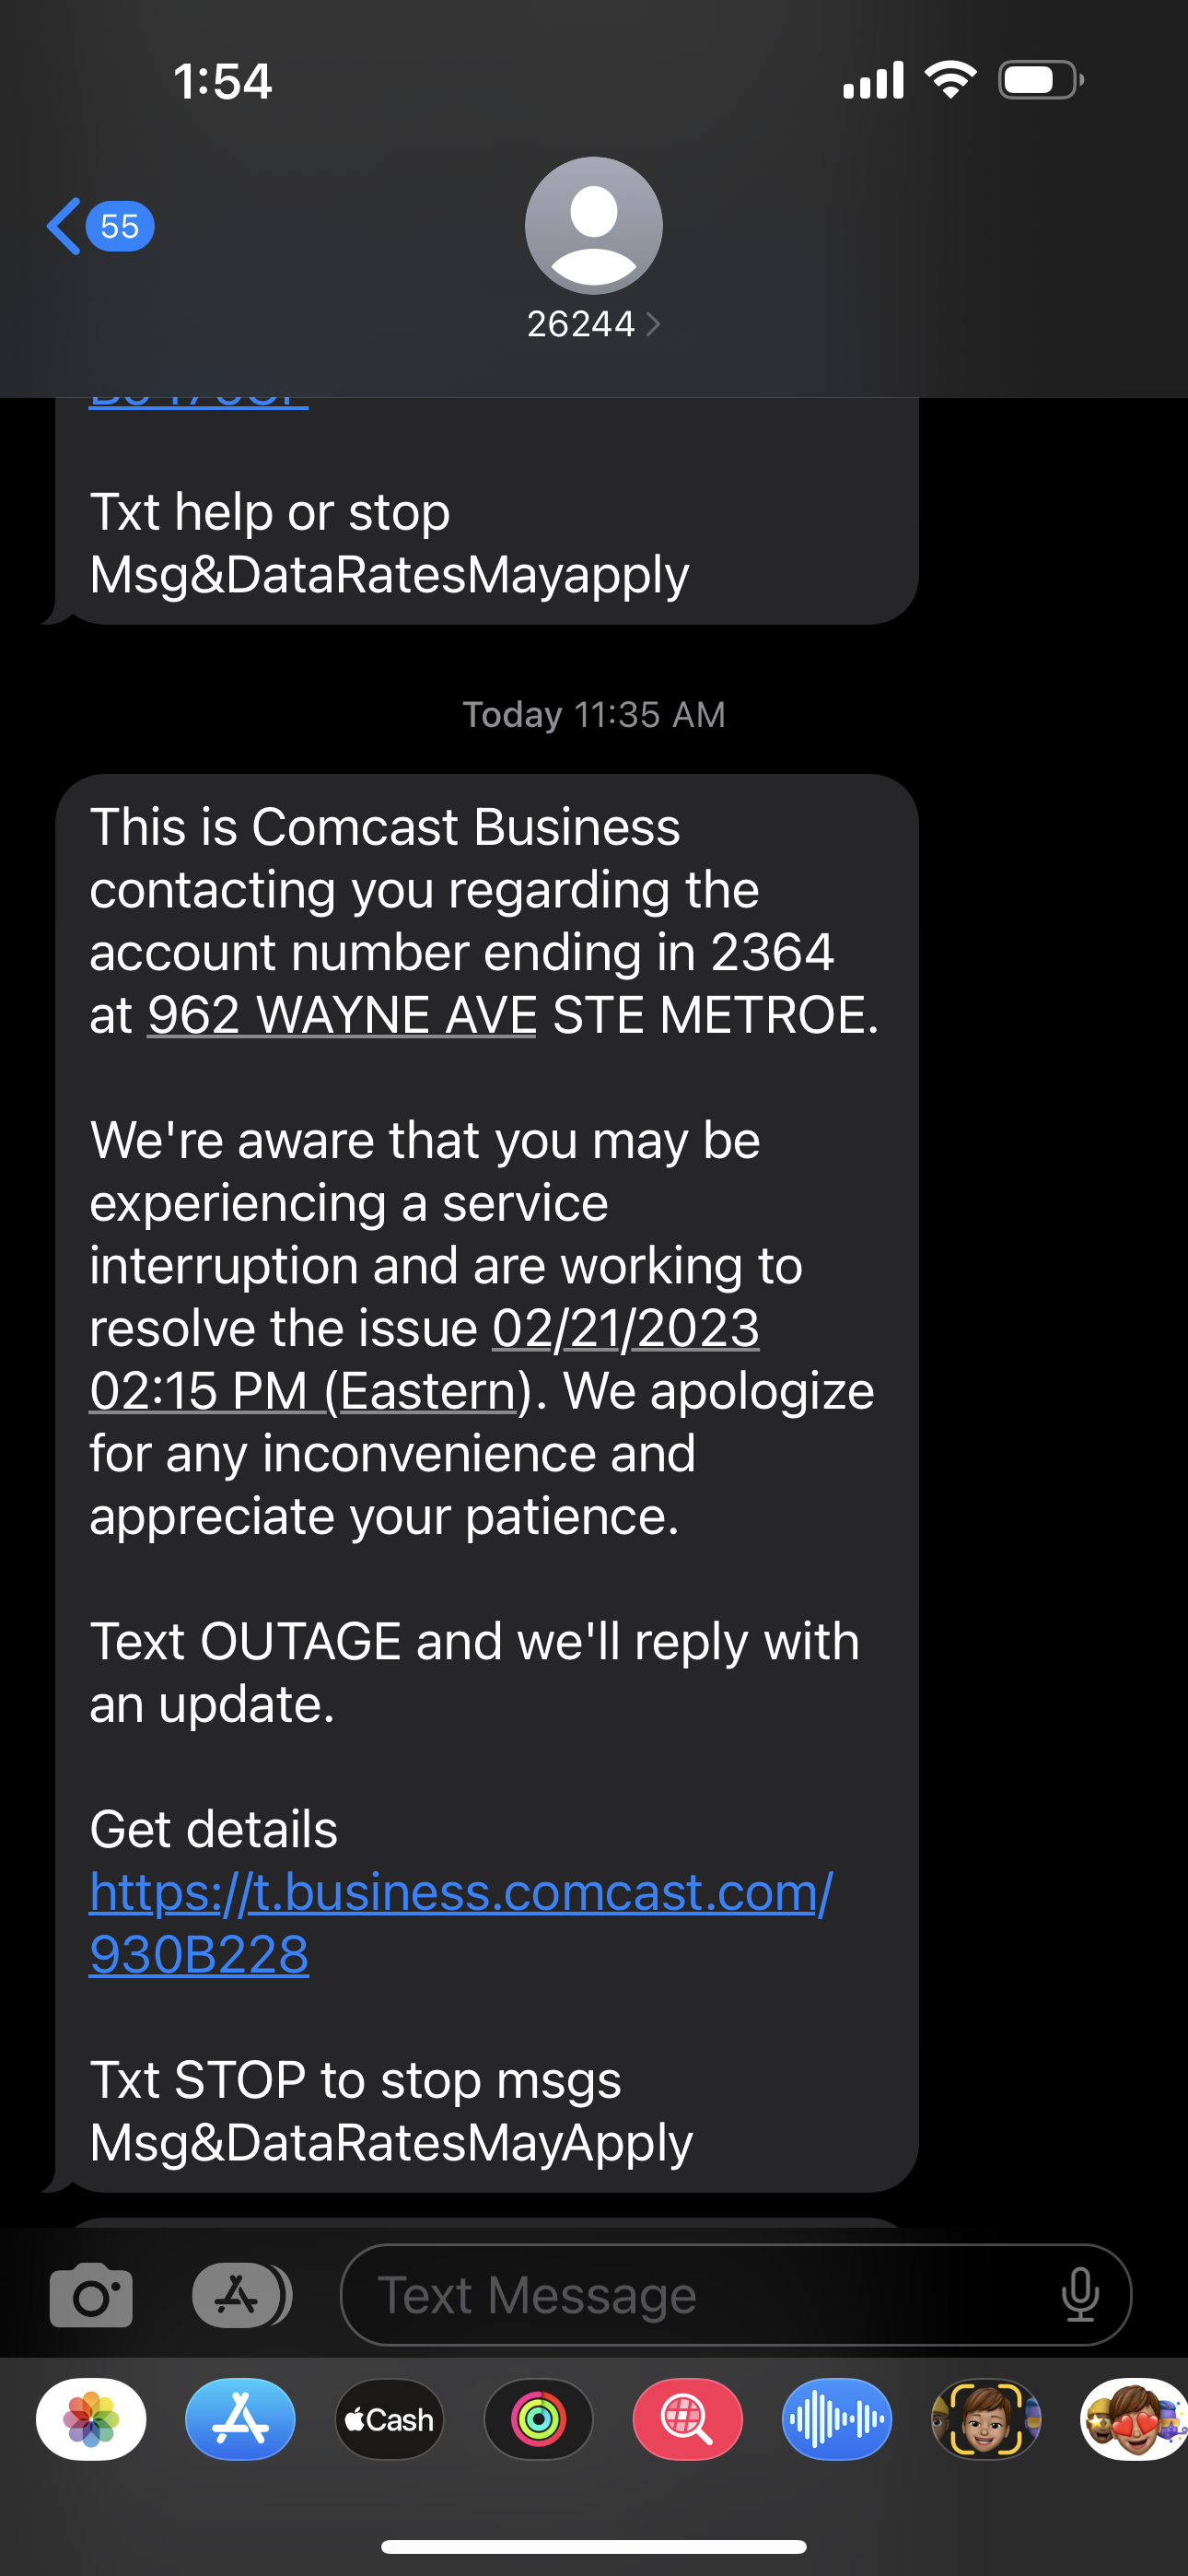 1:54
55
26244
Txt help or stop
Msg&DataRatesMayapply
Today 11:35 AM
This is Comcast Business
contacting you regarding the
account number ending in 2364
at 962 WAYNE AVE STE METROE.
We're aware that you may be
experiencing a service
interruption and are working to
resolve the issue 02/21/2023
02:15 PM (Eastern). We apologize
for any inconvenience and
appreciate your patience.
Text OUTAGE and we'll reply with
an update.
Get details
https://t.business.comcast.com/
930B228
Txt STOP to stop msgs
Msg&DataRatesMayApply
Text Message
Cash